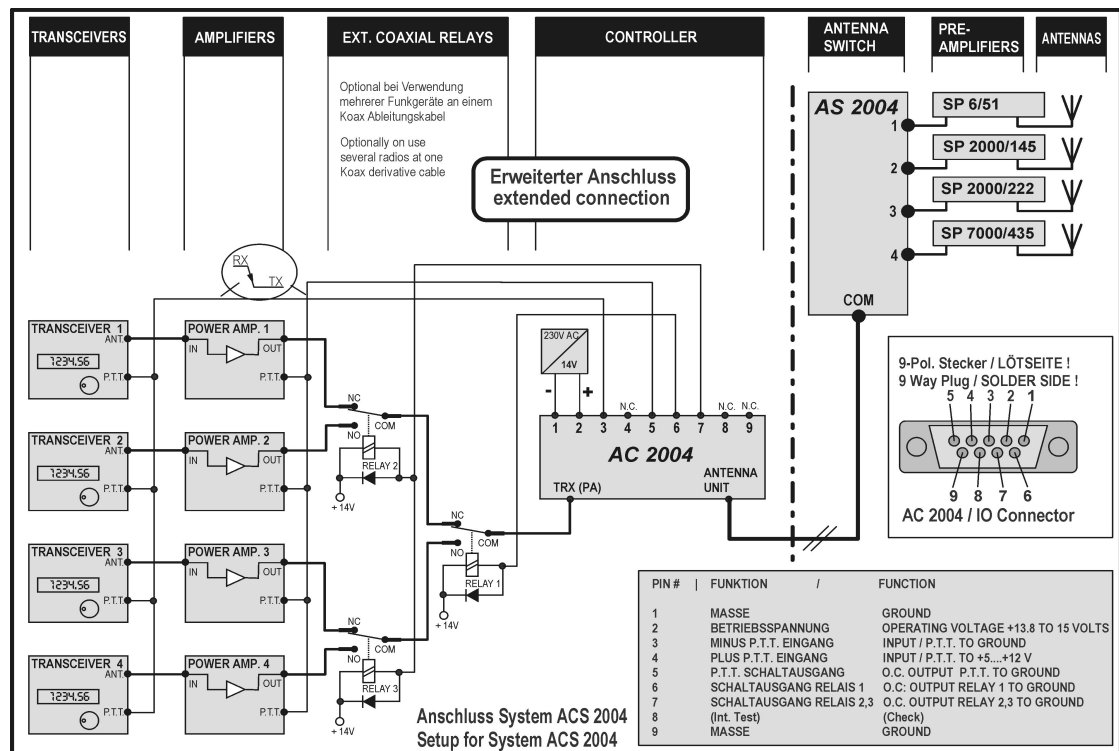 TRANSCEIVERS
AMPLIFIERS
EXT. COAXIAL RELAYS
CONTROLLER
ANTENNA
SWITCH
PRE-
AMPLIFIERS
ANTENNAS
Optional bei Verwendung
mehrerer Funkgeräte an einem
Koax Ableitungskabel
Optionally on use
several radios at one
Koax derivative cable
Erweiterter Anschluss
extended connection
AS 2004
1
2
3
4
COM
SP 6/51
SP 2000/145
SP 2000/222
SP 7000/435
RX
TX
TRANSCEIVER 1
ANT.
1234.56
P.T.T.
POWER AMP. 1
IN
OUT
P.T.T.
TRANSCEIVER 2
ANT.
1234.56
P.T.T.
POWER AMP. 2
IN
OUT
P.T.T.
TRANSCEIVER 3
ANT.
1234.56
P.T.T.
POWER AMP. 3
IN
OUT
P.T.T.
TRANSCEIVER 4
ANT.
1234.56
P.T.T.
POWER AMP. 4
IN
OUT
P.T.T.
NC
COM
NO
RELAY 2
+ 14V
NC
COM
NO
RELAY 1
+ 14V
NC
COM
NO
RELAY 3
+ 14V
230V AC
14V
- +
N.C. N.C. N.C.
1 2 3 4 5 6 7 8 9
AC 2004
TRX (PA)
ANTENNA
UNIT
9-Pol. Stecker / LÖTSEITE !
9 Way Plug / SOLDER SIDE !
5 4 3 2 1
9 8 7 6
AC 2004 / IO Connector
PIN # | FUNKTION / FUNCTION
1 MASSE GROUND
2 BETRIEBSSPANNUNG OPERATING VOLTAGE +13.8 TO 15 VOLTS
3 MINUS P.T.T. EINGANG INPUT / P.T.T. TO GROUND
4 PLUS P.T.T. EINGANG INPUT / P.T.T. TO +5....+12 V
5 P.T.T. SCHALTAUSGANG O.C. OUTPUT P.T.T. TO GROUND
6 SCHALTAUSGANG RELAIS 1 O.C: OUTPUT RELAY 1 TO GROUND
7 SCHALTAUSGANG RELAIS 2,3 O.C. OUTPUT RELAY 2,3 TO GROUND
8 (Int. Test) (Check)
9 MASSE GROUND
Anschluss System ACS 2004
Setup for System ACS 2004